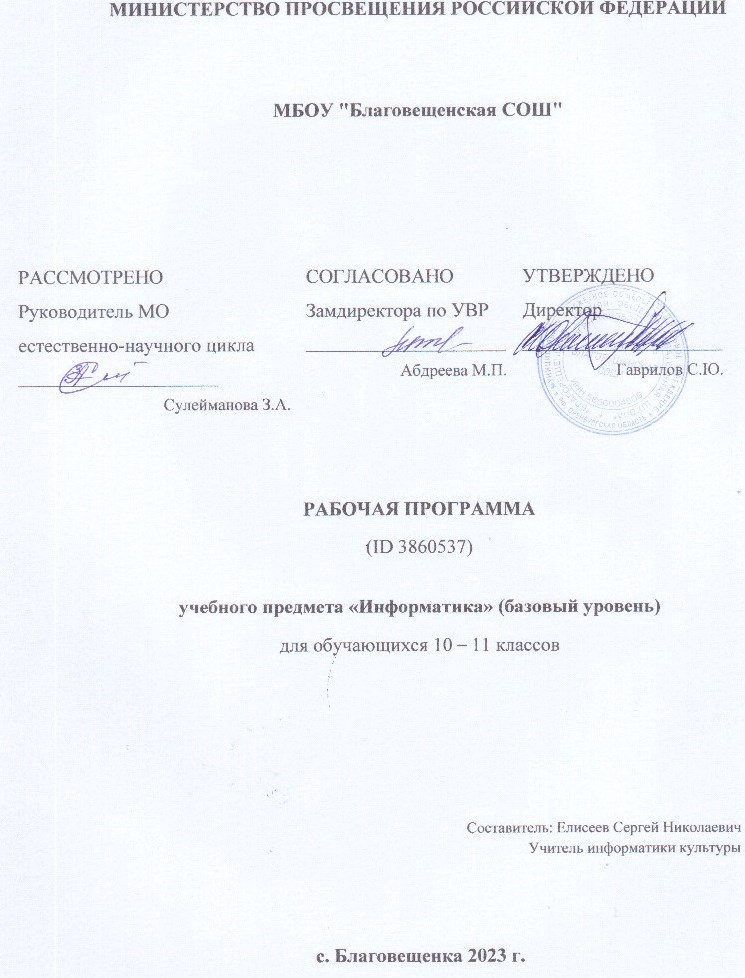 МИНИСТЕРСТВО ПРОСВЕЩЕНИЯ РОССИЙСКОЙ ФЕДЕРАЦИИ
МБОУ "Благовещенская СОШ"
РАССМОТРЕНО
Руководитель МО
естественно-научного цикла
Сулейманова З.А.
СОГЛАСОВАНО
Замдиректора по УВР
Абдреева М.П.
УТВЕРЖДЕНО
Директор
Гаврилов С.Ю.
РАБОЧАЯ ПРОГРАММА
(ID 3860537)
учебного предмета «Информатика» (базовый уровень)
для обучающихся 10 – 11 классов
Составитель: Елисеев Сергей Николаевич
Учитель информатики культуры
с. Благовещенка 2023 г.